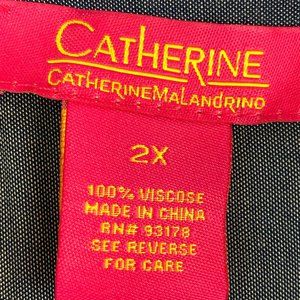 CATHERINE
CATHERINEMALANDRINO
2X
100% VISCOSE
MADE IN CHINA
RN# 93178
SEE REVERSE
FOR CARE